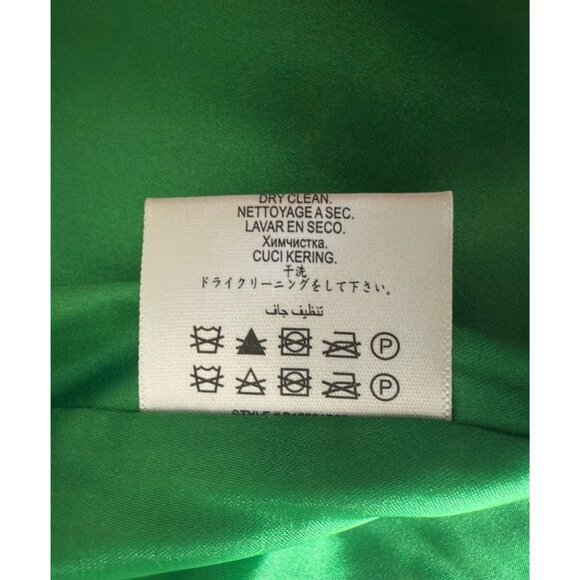 DRY CLEAN.
NETTOYAGE A SEC.
LAVAR EN SECO.
Химчистка.
CUCI KERING.
干洗
ドライクリーニングをして下さい.
تنظيف جاف
P
P
STYLE #